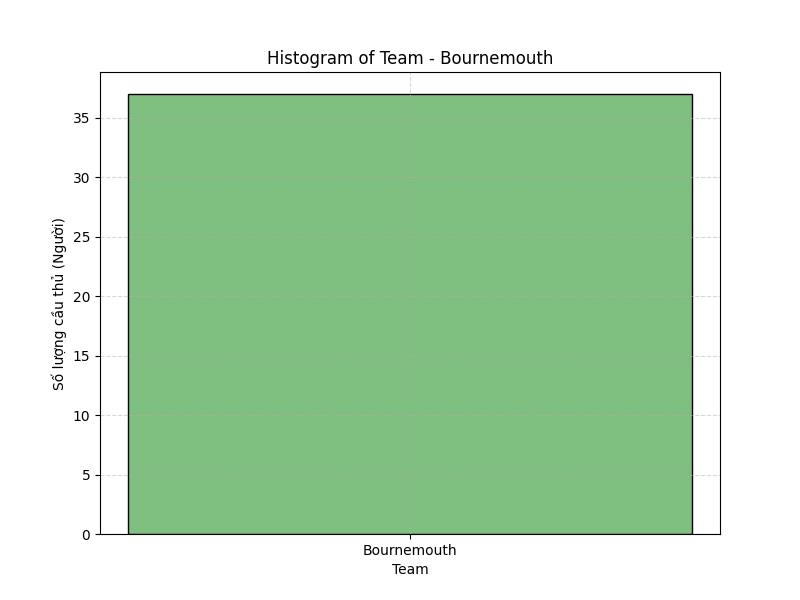 Histogram of Team - Bournemouth
Số lượng cầu thủ (Người)
35
30
25
20
15
10
5
0
Bournemouth
Team